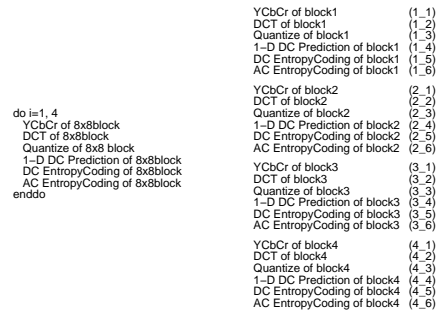 do i=1, 4
YCbCr of 8x8block
DCT of 8x8block
Quantize of 8x8 block
1–D DC Prediction of 8x8block
DC EntropyCoding of 8x8block
AC EntropyCoding of 8x8block
enddo
YCbCr of block1 (1_1)
DCT of block1 (1_2)
Quantize of block1 (1_3)
1–D DC Prediction of block1 (1_4)
DC EntropyCoding of block1 (1_5)
AC EntropyCoding of block1 (1_6)
YCbCr of block2 (2_1)
DCT of block2 (2_2)
Quantize of block2 (2_3)
1–D DC Prediction of block2 (2_4)
DC EntropyCoding of block2 (2_5)
AC EntropyCoding of block2 (2_6)
YCbCr of block3 (3_1)
DCT of block3 (3_2)
Quantize of block3 (3_3)
1–D DC Prediction of block3 (3_4)
DC EntropyCoding of block3 (3_5)
AC EntropyCoding of block3 (3_6)
YCbCr of block4 (4_1)
DCT of block4 (4_2)
Quantize of block4 (4_3)
1–D DC Prediction of block4 (4_4)
DC EntropyCoding of block4 (4_5)
AC EntropyCoding of block4 (4_6)